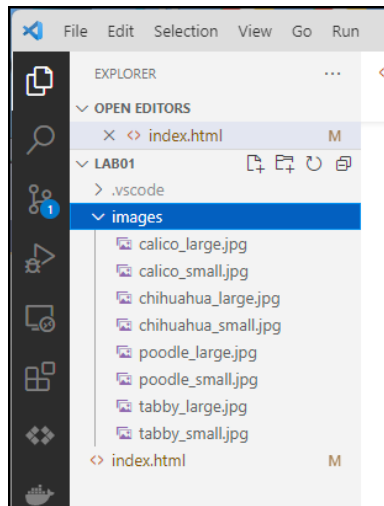 File Edit Selection View Go Run
EXPLORER ...
OPEN EDITORS
index.html M
LAB01
.vscode
images
calico_large.jpg
calico_small.jpg
chihuahua_large.jpg
chihuahua_small.jpg
poodle_large.jpg
poodle_small.jpg
tabby_large.jpg
tabby_small.jpg
index.html M
1